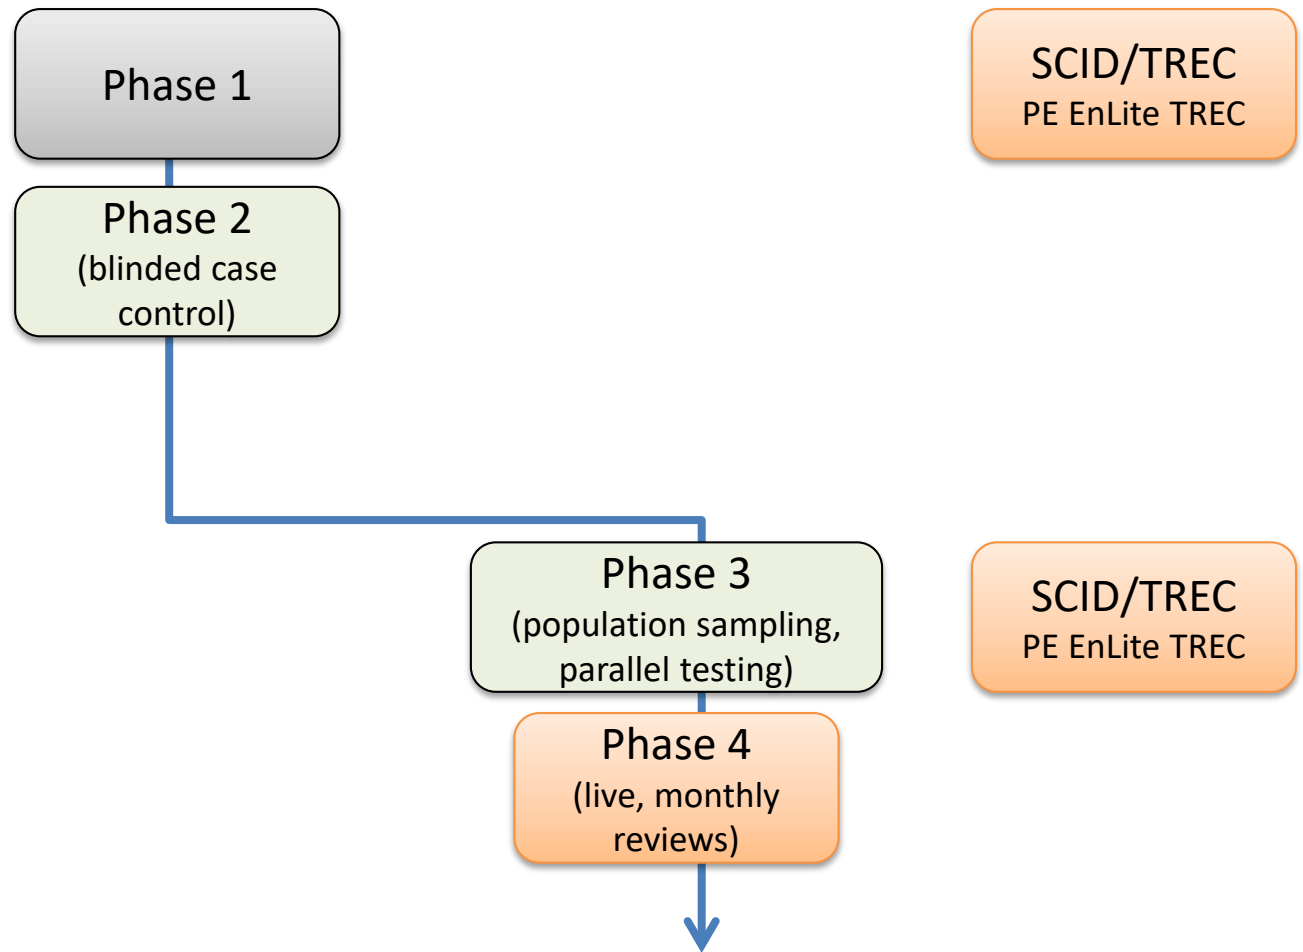 Phase 1
SCID/TREC
PE EnLite TREC
Phase 2
(blinded case
control)
Phase 3
(population sampling,
parallel testing)
SCID/TREC
PE EnLite TREC
Phase 4
(live, monthly
reviews)